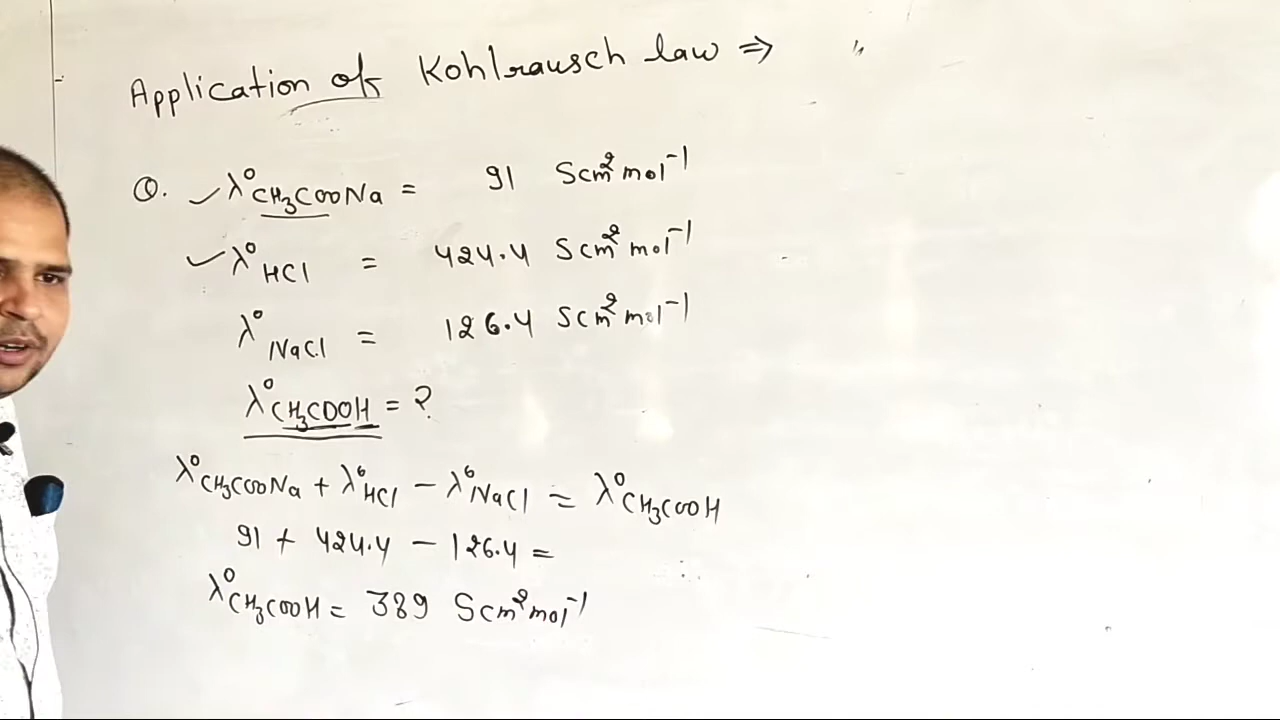 Application of Kohlrausch law ⇒ "
Q. ✓λ°CH₃COONa = 91 Scm²mol⁻¹
✓λ°HCl = 424.4 Scm²mol⁻¹
λ°NaCl = 126.4 Scm²mol⁻¹
λ°CH₃COOH = ?
λ°CH₃COONa + λ°HCl − λ°NaCl = λ°CH₃COOH
91 + 424.4 − 126.4 =
λ°CH₃COOH = 389 Scm²mol⁻¹